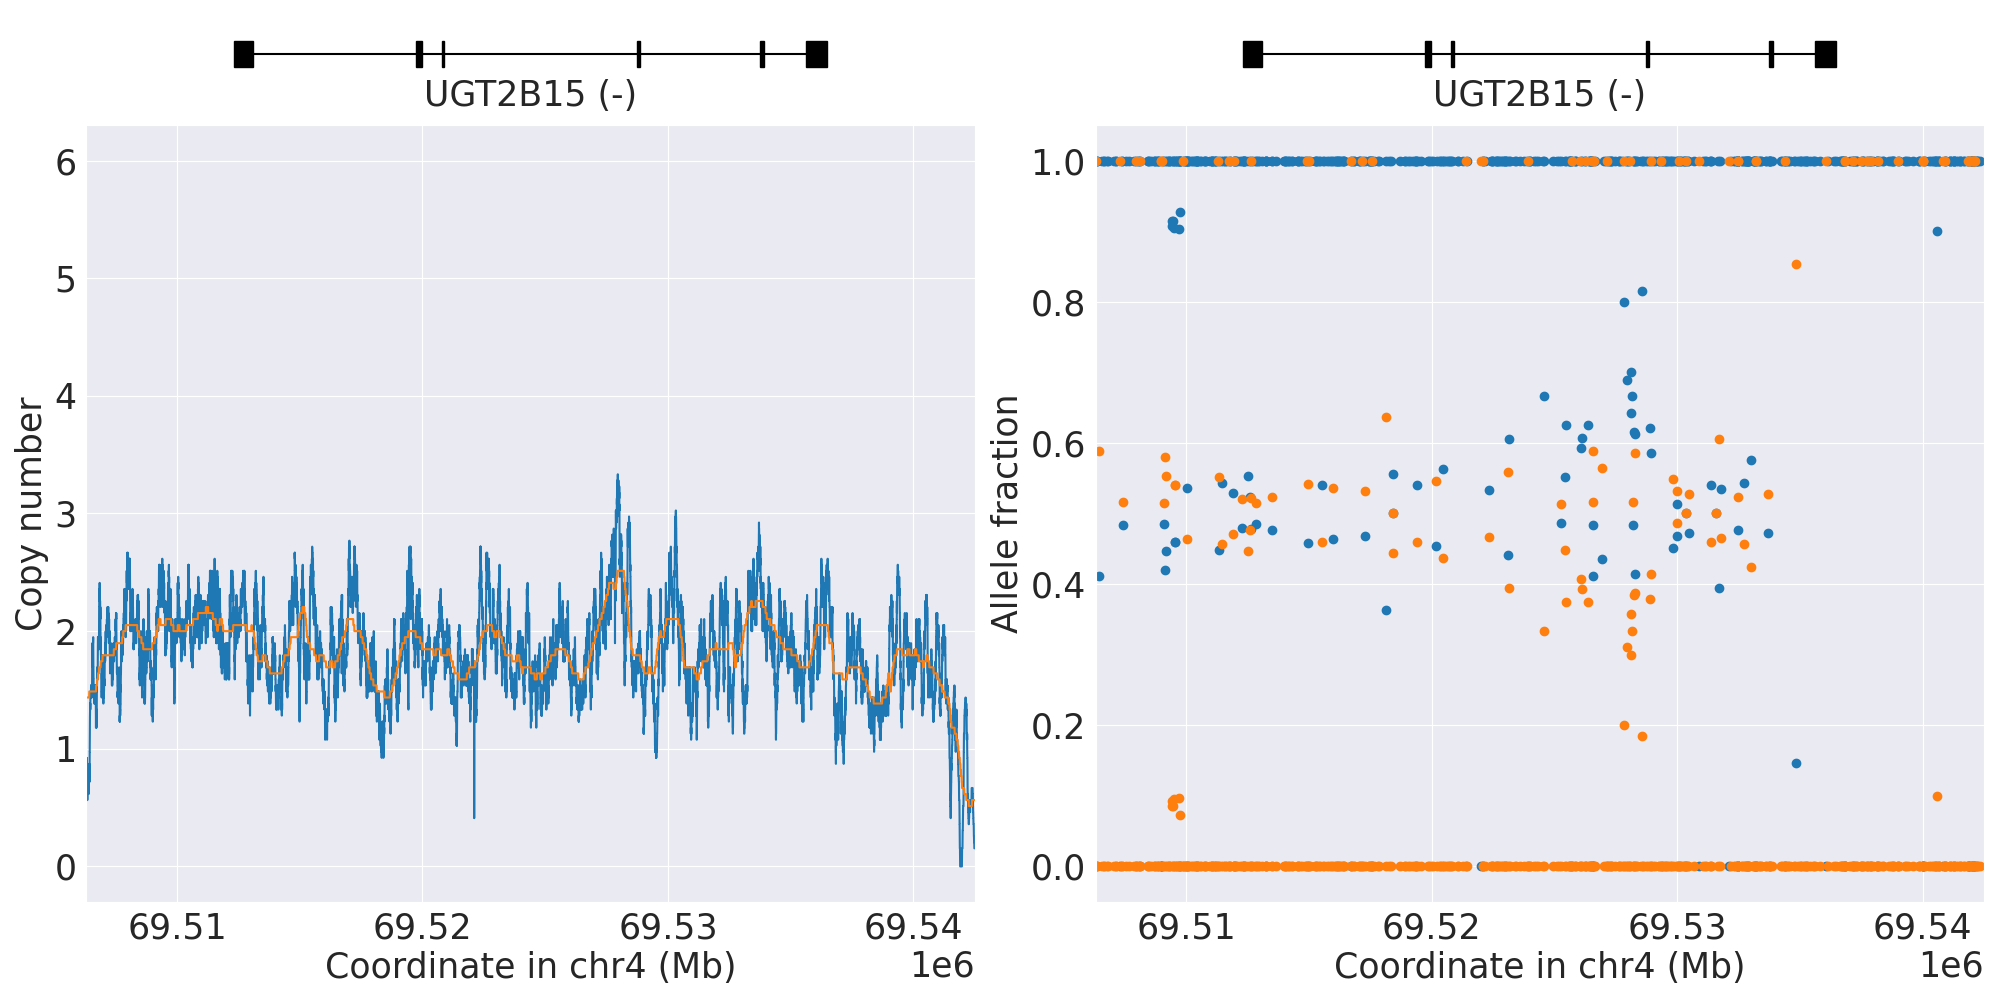 UGT2B15 (-)
UGT2B15 (-)
Copy number
6
5
4
3
2
1
0
69.51
69.52
69.53
69.54
Coordinate in chr4 (Mb)
1e6
Allele fraction
1.0
0.8
0.6
0.4
0.2
0.0
69.51
69.52
69.53
69.54
Coordinate in chr4 (Mb)
1e6